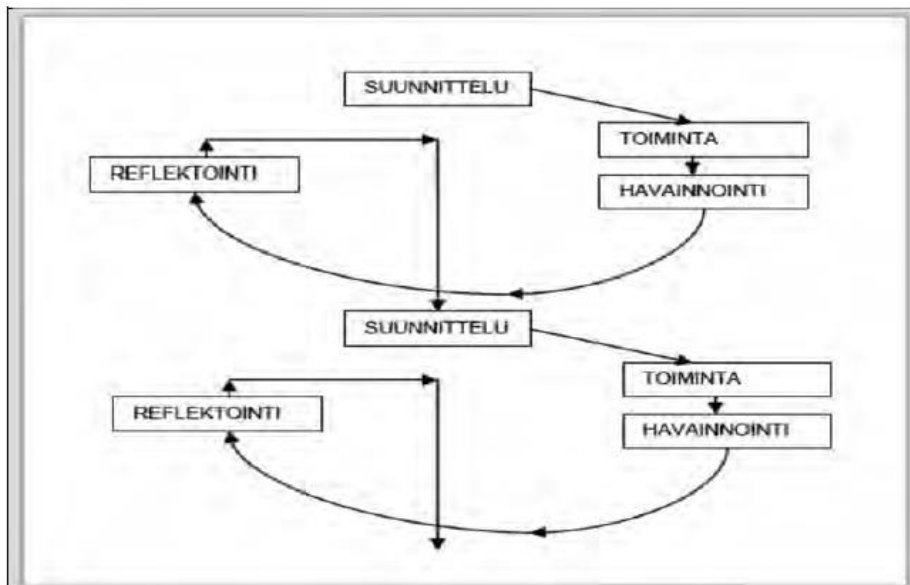 SUUNNITTELU
TOIMINTA
REFLEKTOINTI
HAVAINNOINTI
SUUNNITTELU
TOIMINTA
REFLEKTOINTI
HAVAINNOINTI